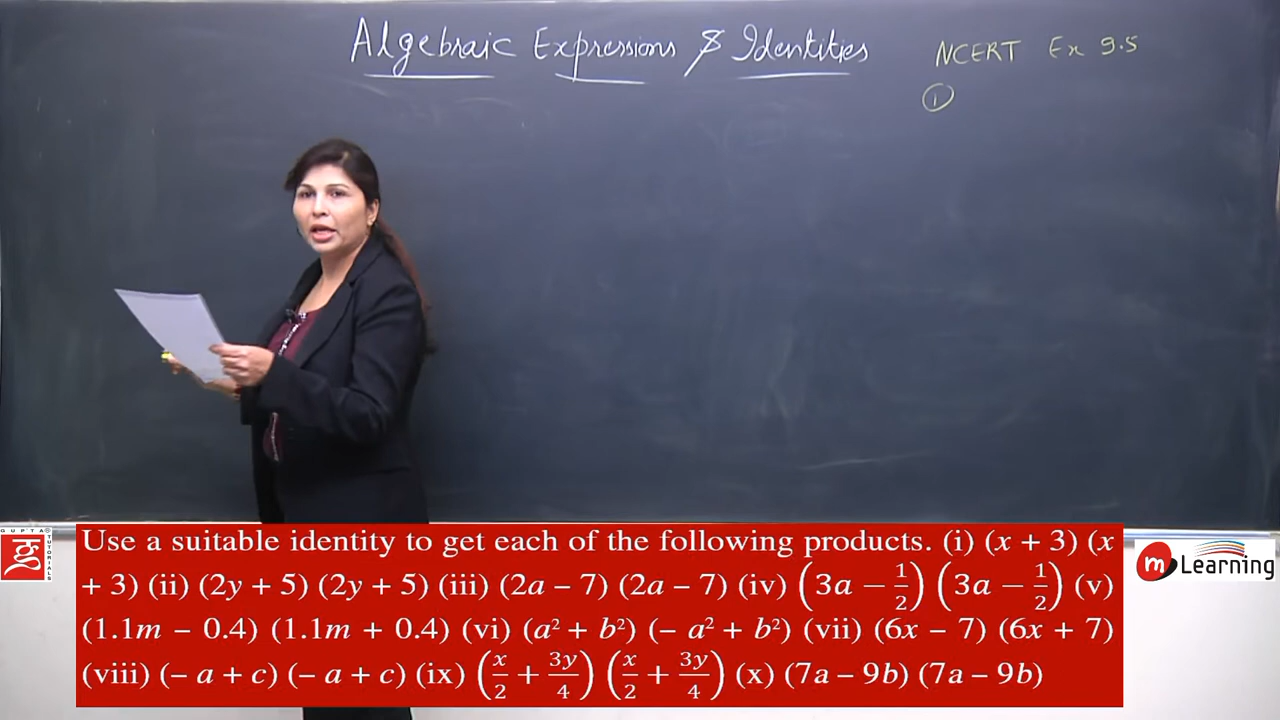 Algebraic Expressions & Identities
NCERT Ex 9.5
①
GUPTA
TUTORIALS
Use a suitable identity to get each of the following products. (i) (x + 3) (x
+ 3) (ii) (2y + 5) (2y + 5) (iii) (2a – 7) (2a – 7) (iv) (3a − 1/2) (3a − 1/2) (v)
(1.1m − 0.4) (1.1m + 0.4) (vi) (a² + b²) (− a² + b²) (vii) (6x − 7) (6x + 7)
(viii) (− a + c) (− a + c) (ix) (x/2 + 3y/4) (x/2 + 3y/4) (x) (7a – 9b) (7a – 9b)
m Learning